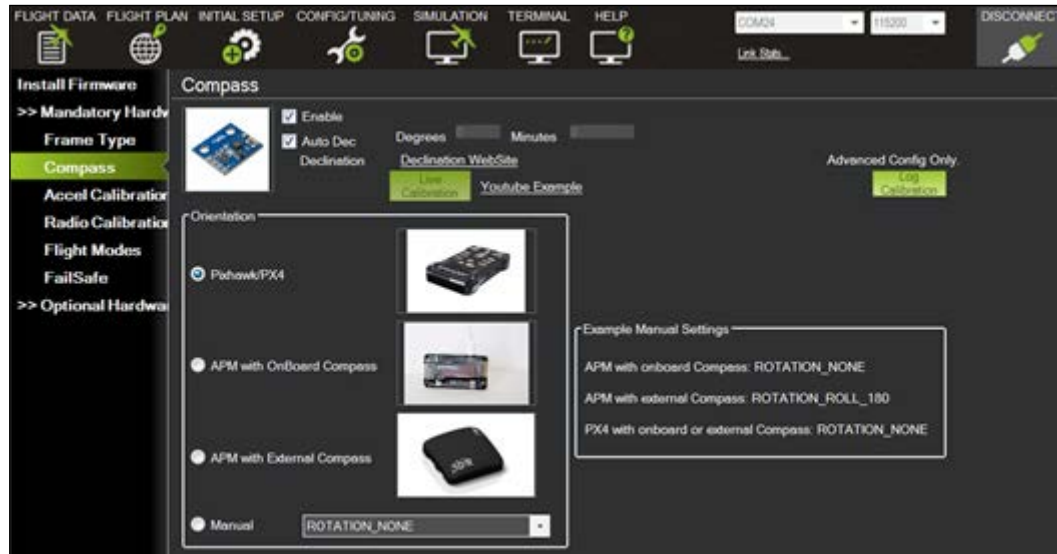 FLIGHT DATA FLIGHT PLAN INITIAL SETUP CONFIG/TUNING SIMULATION TERMINAL HELP
COM24 115200 DISCONNECT
Link Stats...
Install Firmware
>> Mandatory Hardw
Frame Type
Compass
Accel Calibration
Radio Calibration
Flight Modes
FailSafe
>> Optional Hardwa
Compass
Enable
Auto Dec
Degrees Minutes
Declination
Declination WebSite
Live
Calibration
Youtube Example
Advanced Config Only.
Log
Calibration
Orientation
Pixhawk/PX4
APM with OnBoard Compass
APM with External Compass
Manual
ROTATION_NONE
Example Manual Settings
APM with onboard Compass: ROTATION_NONE
APM with external Compass: ROTATION_ROLL_180
PX4 with onboard or external Compass: ROTATION_NONE